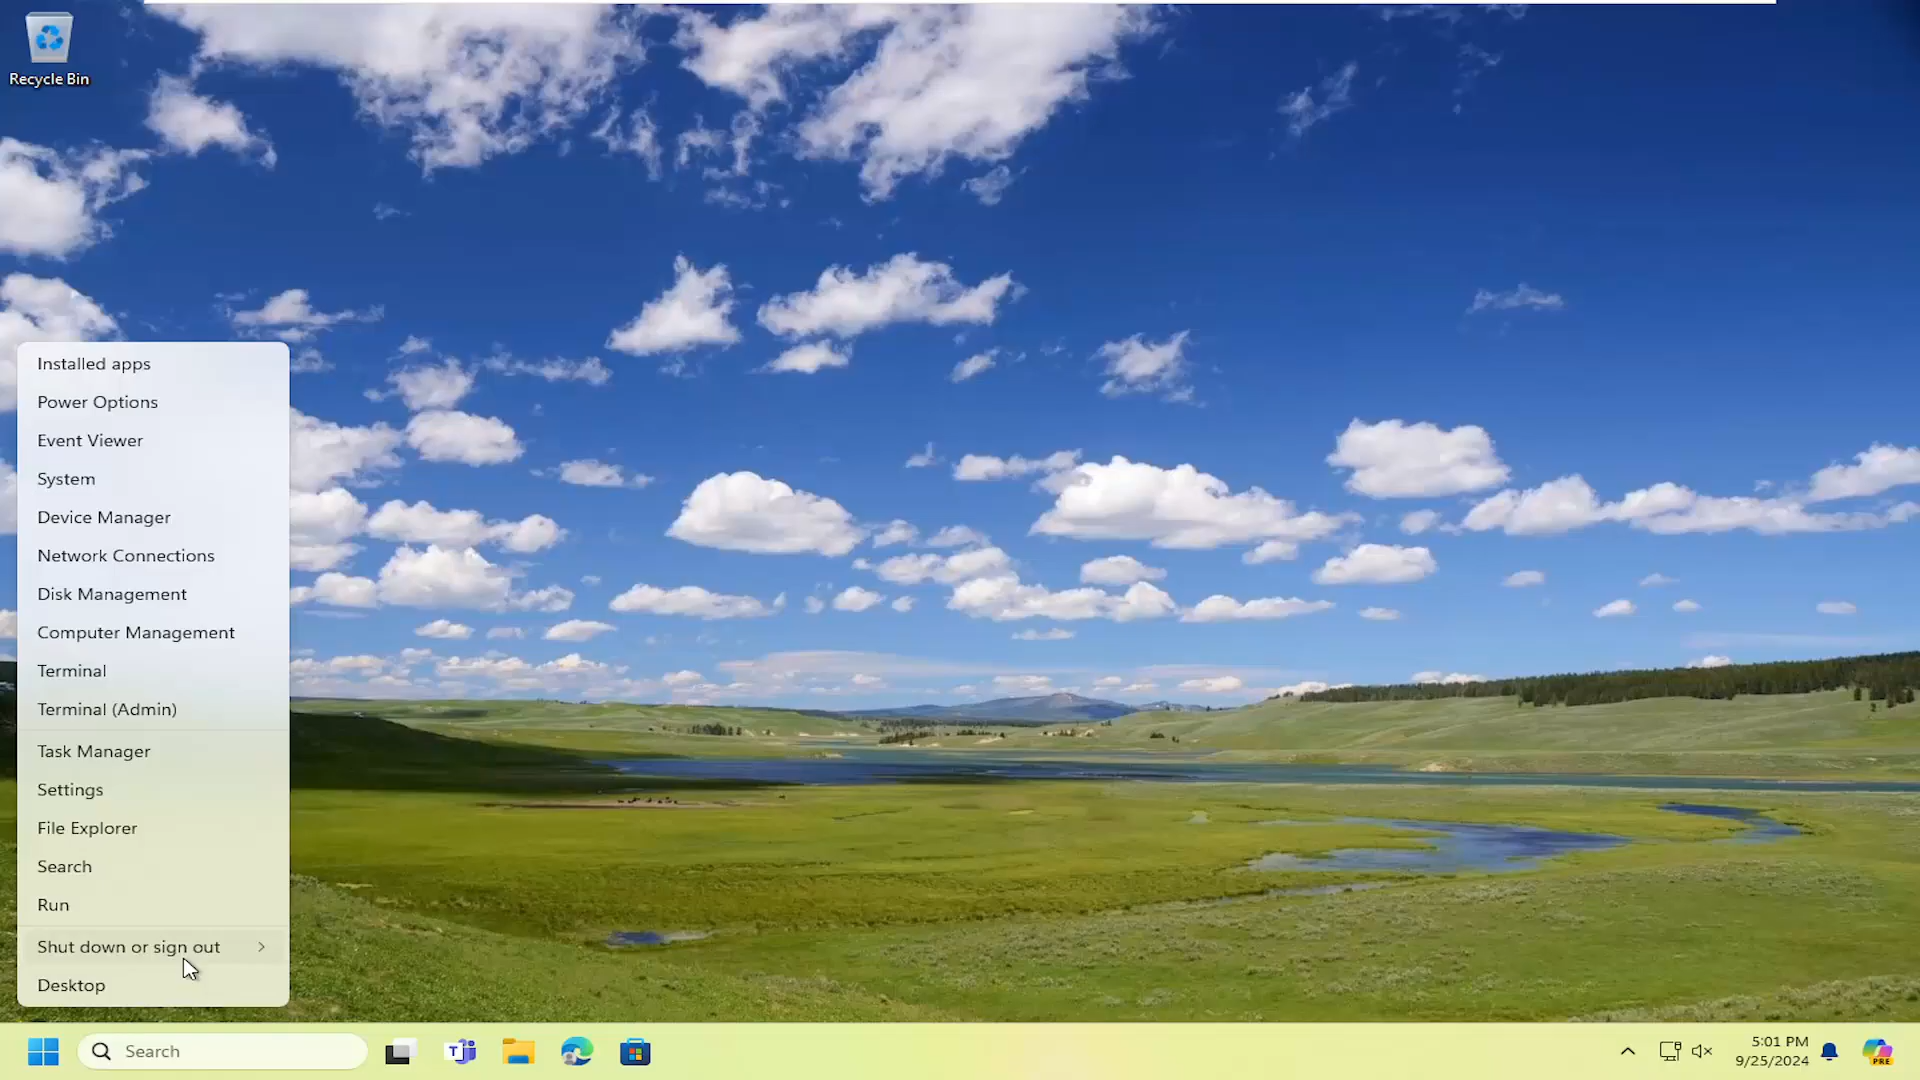 Recycle Bin
Installed apps
Power Options
Event Viewer
System
Device Manager
Network Connections
Disk Management
Computer Management
Terminal
Terminal (Admin)
Task Manager
Settings
File Explorer
Search
Run
Shut down or sign out
Desktop
Search
T
5:01 PM
9/25/2024
PRE